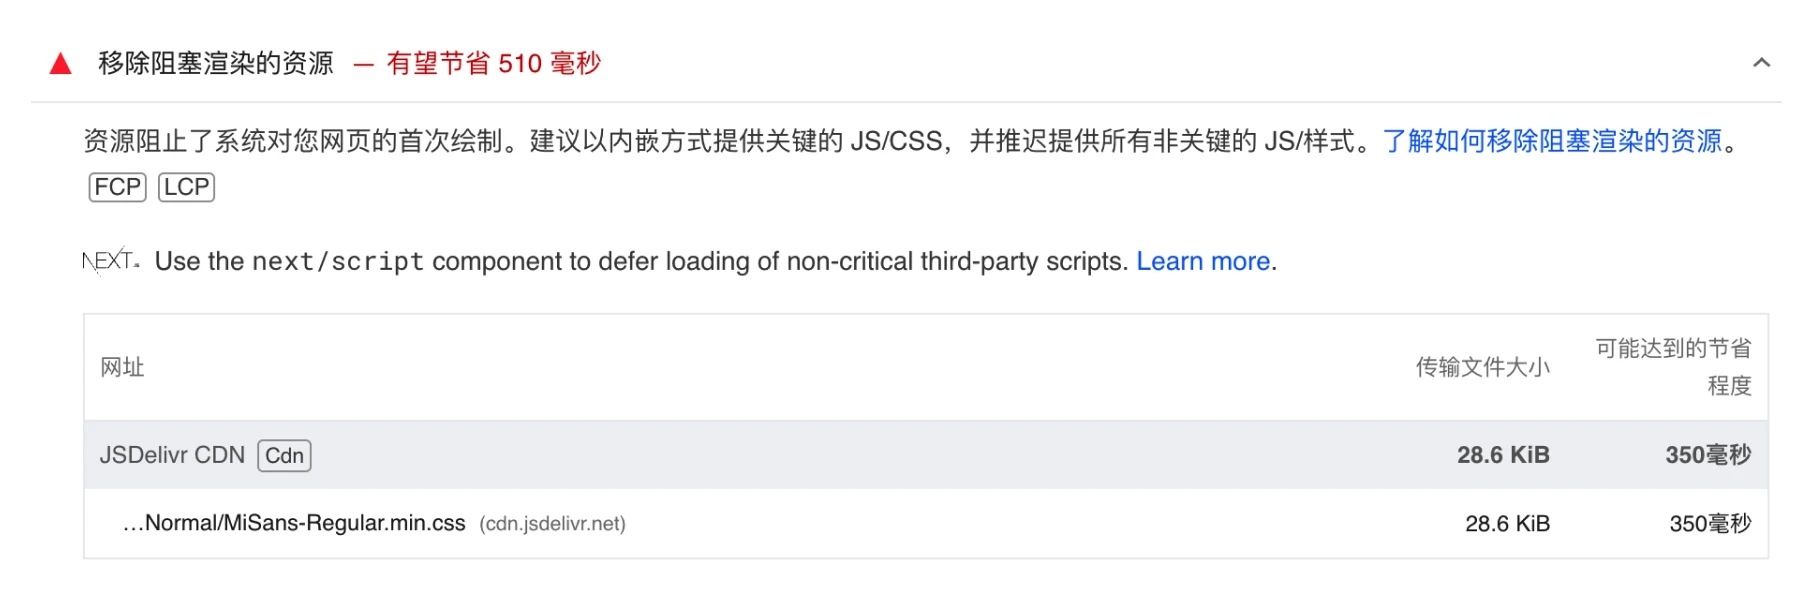 移除阻塞渲染的资源 — 有望节省 510 毫秒
资源阻止了系统对您网页的首次绘制。建议以内嵌方式提供关键的 JS/CSS，并推迟提供所有非关键的 JS/样式。了解如何移除阻塞渲染的资源。
FCP LCP
NEXT. Use the next/script component to defer loading of non-critical third-party scripts. Learn more.
网址 传输文件大小 可能达到的节省
程度
JSDelivr CDN Cdn 28.6 KiB 350毫秒
…Normal/MiSans-Regular.min.css (cdn.jsdelivr.net) 28.6 KiB 350毫秒